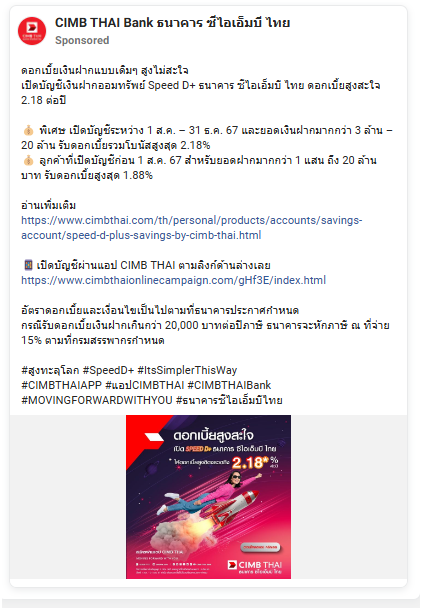 CIMB THAI Bank ธนาคาร ซีไอเอ็มบี ไทย
Sponsored
ดอกเบี้ยเงินฝากแบบเดิมๆ สูงไม่สะใจ
เปิดบัญชีเงินฝากออมทรัพย์ Speed D+ ธนาคาร ซีไอเอ็มบี ไทย ดอกเบี้ยสูงสะใจ
2.18 ต่อปี
💰 พิเศษ เปิดบัญชีระหว่าง 1 ส.ค. – 31 ธ.ค. 67 และยอดเงินฝากมากกว่า 3 ล้าน –
20 ล้าน รับดอกเบี้ยรวมโบนัสสูงสุด 2.18%
💰 ลูกค้าที่เปิดบัญชีก่อน 1 ส.ค. 67 สำหรับยอดฝากมากกว่า 1 แสน ถึง 20 ล้าน
บาท รับดอกเบี้ยสูงสุด 1.88%
อ่านเพิ่มเติม
https://www.cimbthai.com/th/personal/products/accounts/savings-
account/speed-d-plus-savings-by-cimb-thai.html
📱 เปิดบัญชีผ่านแอป CIMB THAI ตามลิงก์ด้านล่างเลย
https://www.cimbthaionlinecampaign.com/gHf3E/index.html
อัตราดอกเบี้ยและเงื่อนไขเป็นไปตามที่ธนาคารประกาศกำหนด
กรณีรับดอกเบี้ยเงินฝากเกินกว่า 20,000 บาทต่อปีภาษี ธนาคารจะหักภาษี ณ ที่จ่าย
15% ตามที่กรมสรรพากรกำหนด
#สูงทะลุโลก #SpeedD+ #ItsSimplerThisWay
#CIMBTHAIAPP #แอปCIMBTHAI #CIMBTHAIBank
#MOVINGFORWARDWITHYOU #ธนาคารซีไอเอ็มบีไทย
ดอกเบี้ยสูงสะใจ
เปิด SPEED D+ ธนาคาร ซีไอเอ็มบี ไทย
2.18*%
CIMB THAI
ธนาคาร ซีไอเอ็มบี ไทย